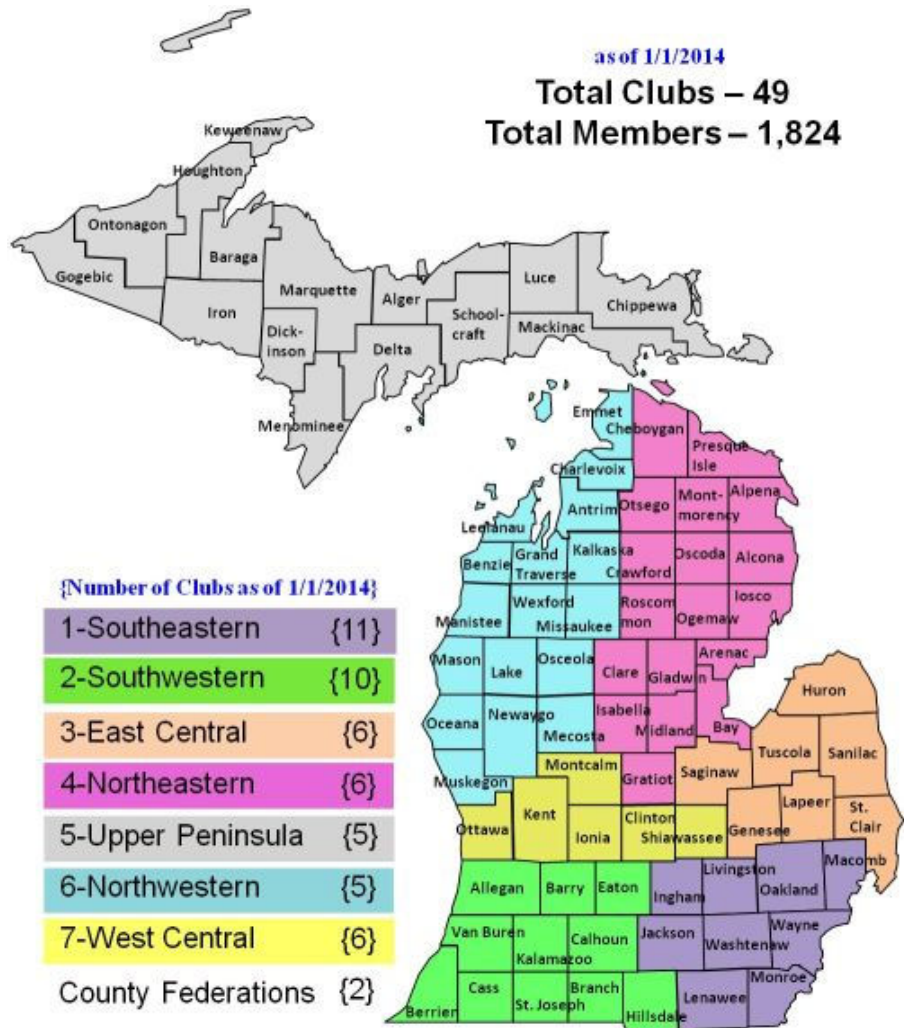 as of 1/1/2014
Total Clubs – 49
Total Members – 1,824
Keweenaw
Houghton
Ontonagon
Baraga
Gogebic
Iron
Marquette
Dick-
inson
Menominee
Alger
Delta
School-
craft
Luce
Mackinac
Chippewa
Emmet
Cheboygan
Presque
Isle
Charlevoix
Antrim
Otsego
Mont-
morency
Alpena
Leelanau
Benzie
Grand
Traverse
Kalkaska
Crawford
Oscoda
Alcona
Manistee
Wexford
Missaukee
Roscom
mon
Ogemaw
Iosco
Mason
Lake
Osceola
Clare
Gladwin
Arenac
Oceana
Newaygo
Mecosta
Isabella
Midland
Bay
Huron
Muskegon
Montcalm
Gratiot
Saginaw
Tuscola
Sanilac
Ottawa
Kent
Ionia
Clinton
Shiawassee
Genesee
Lapeer
St.
Clair
Allegan
Barry
Eaton
Ingham
Livingston
Oakland
Macomb
Van Buren
Kalamazoo
Calhoun
Jackson
Washtenaw
Wayne
Berrien
Cass
St. Joseph
Branch
Hillsdale
Lenawee
Monroe
{Number of Clubs as of 1/1/2014}
1-Southeastern {11}
2-Southwestern {10}
3-East Central {6}
4-Northeastern {6}
5-Upper Peninsula {5}
6-Northwestern {5}
7-West Central {6}
County Federations {2}